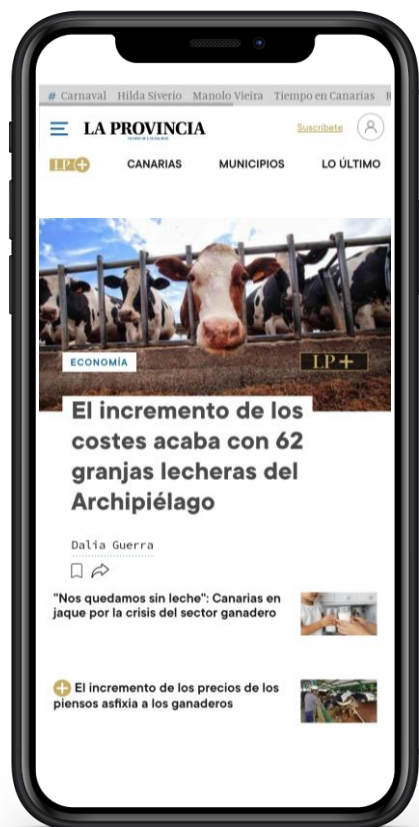 # Carnaval Hilda Siverio Manolo Vieira Tiempo en Canarias
LA PROVINCIA
Suscríbete
LP+ CANARIAS MUNICIPIOS LO ÚLTIMO
ECONOMÍA
LP+
El incremento de los
costes acaba con 62
granjas lecheras del
Archipiélago
Dalia Guerra
"Nos quedamos sin leche": Canarias en
jaque por la crisis del sector ganadero
+ El incremento de los precios de los
piensos asfixia a los ganaderos